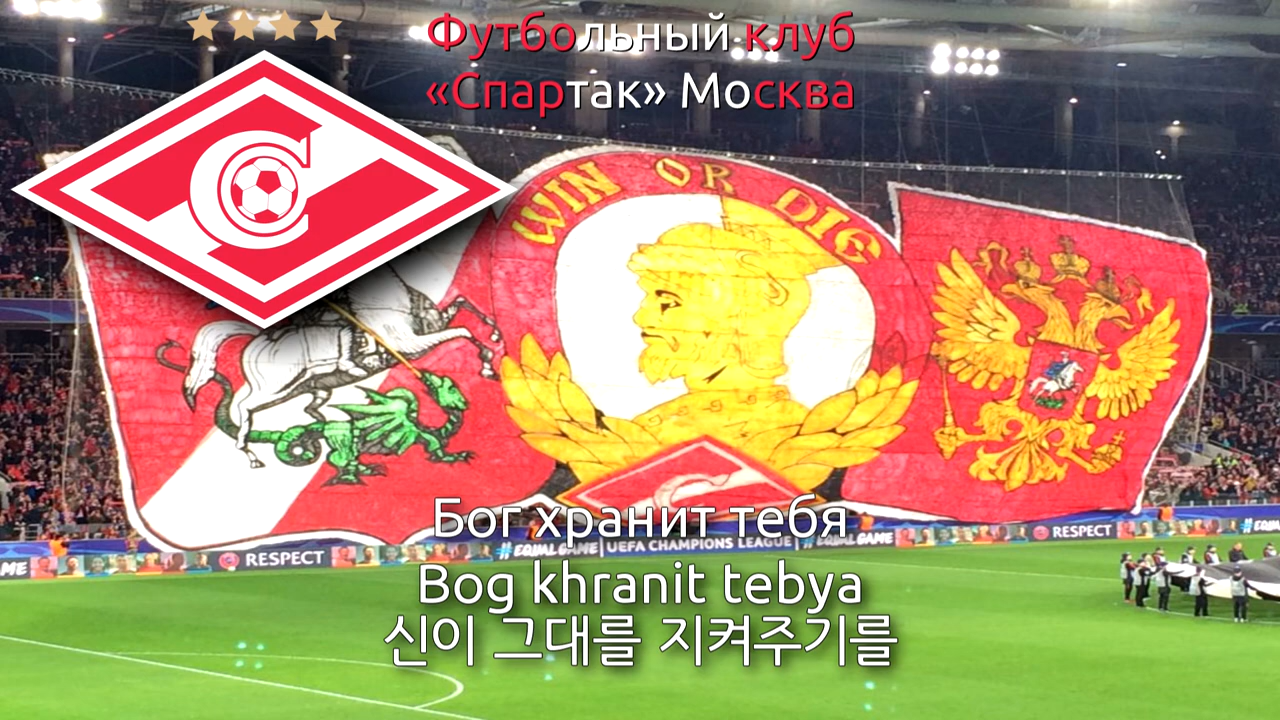 Футбольный клуб
«Спартак» Москва
С
WIN OR DIE
С
Бог хранит тебя
#EQUALGAME | UEFA CHAMPIONS LEAGUE | #EQUALGAME
RESPECT
RESPECT
Bog khranit tebya
신이 그대를 지켜주기를